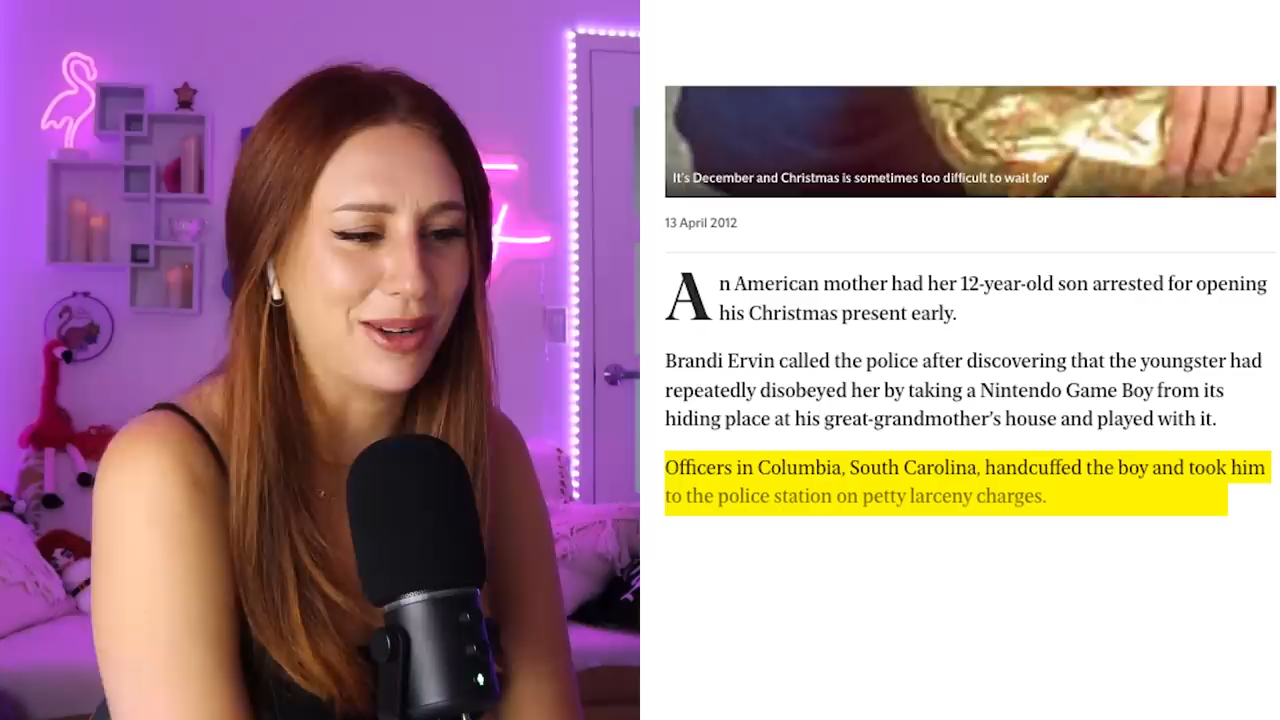 It's December and Christmas is sometimes too difficult to wait for
13 April 2012
An American mother had her 12-year-old son arrested for opening
his Christmas present early.
Brandi Ervin called the police after discovering that the youngster had
repeatedly disobeyed her by taking a Nintendo Game Boy from its
hiding place at his great-grandmother's house and played with it.
Officers in Columbia, South Carolina, handcuffed the boy and took him
to the police station on petty larceny charges.